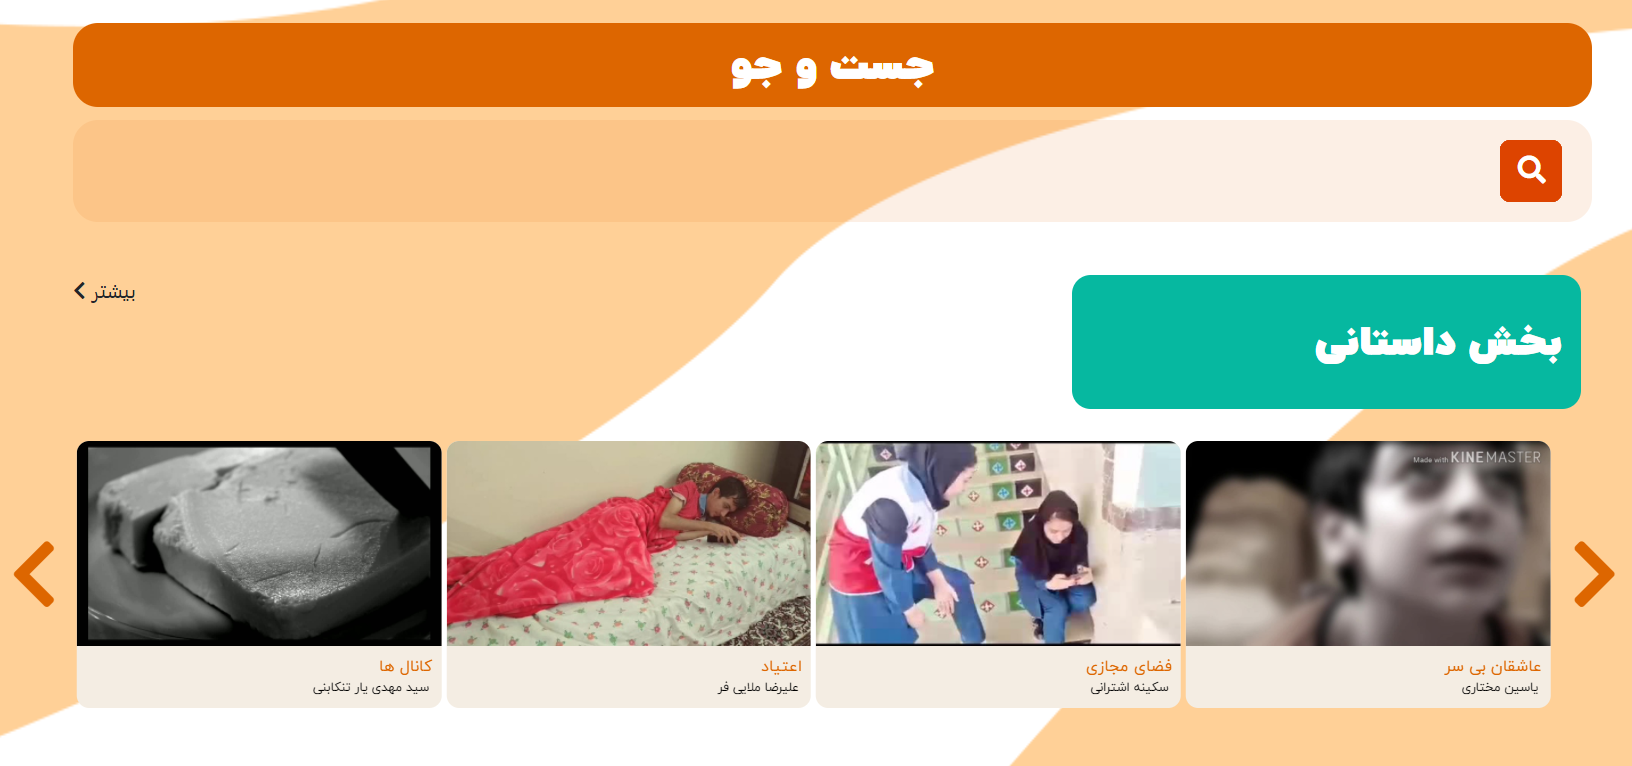 جست و جو
بخش داستانی
بیشتر
Made with KINEMASTER
عاشقان بی سر
یاسین مختاری
فضای مجازی
سکینه اشترانی
اعتیاد
علیرضا ملایی فر
کانال ها
سید مهدی یار تنکابنی